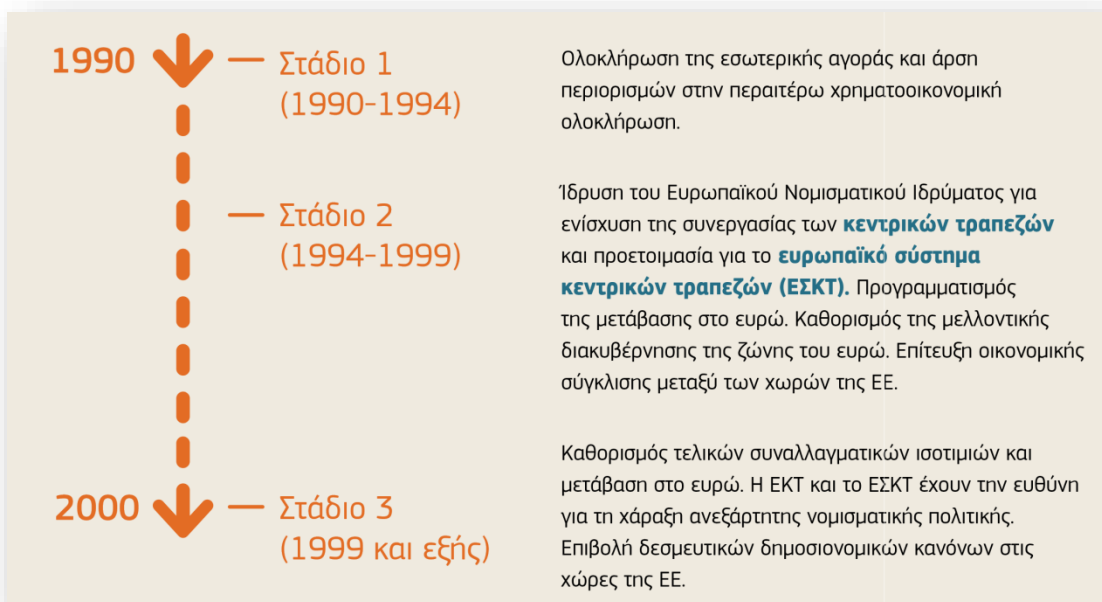 1990
Στάδιο 1
(1990-1994)
Ολοκλήρωση της εσωτερικής αγοράς και άρση
περιορισμών στην περαιτέρω χρηματοοικονομική
ολοκλήρωση.
Στάδιο 2
(1994-1999)
Ίδρυση του Ευρωπαϊκού Νομισματικού Ιδρύματος για
ενίσχυση της συνεργασίας των κεντρικών τραπεζών
και προετοιμασία για το ευρωπαϊκό σύστημα
κεντρικών τραπεζών (ΕΣΚΤ). Προγραμματισμός
της μετάβασης στο ευρώ. Καθορισμός της μελλοντικής
διακυβέρνησης της ζώνης του ευρώ. Επίτευξη οικονομικής
σύγκλισης μεταξύ των χωρών της ΕΕ.
2000
Στάδιο 3
(1999 και εξής)
Καθορισμός τελικών συναλλαγματικών ισοτιμιών και
μετάβαση στο ευρώ. Η ΕΚΤ και το ΕΣΚΤ έχουν την ευθύνη
για τη χάραξη ανεξάρτητης νομισματικής πολιτικής.
Επιβολή δεσμευτικών δημοσιονομικών κανόνων στις
χώρες της ΕΕ.